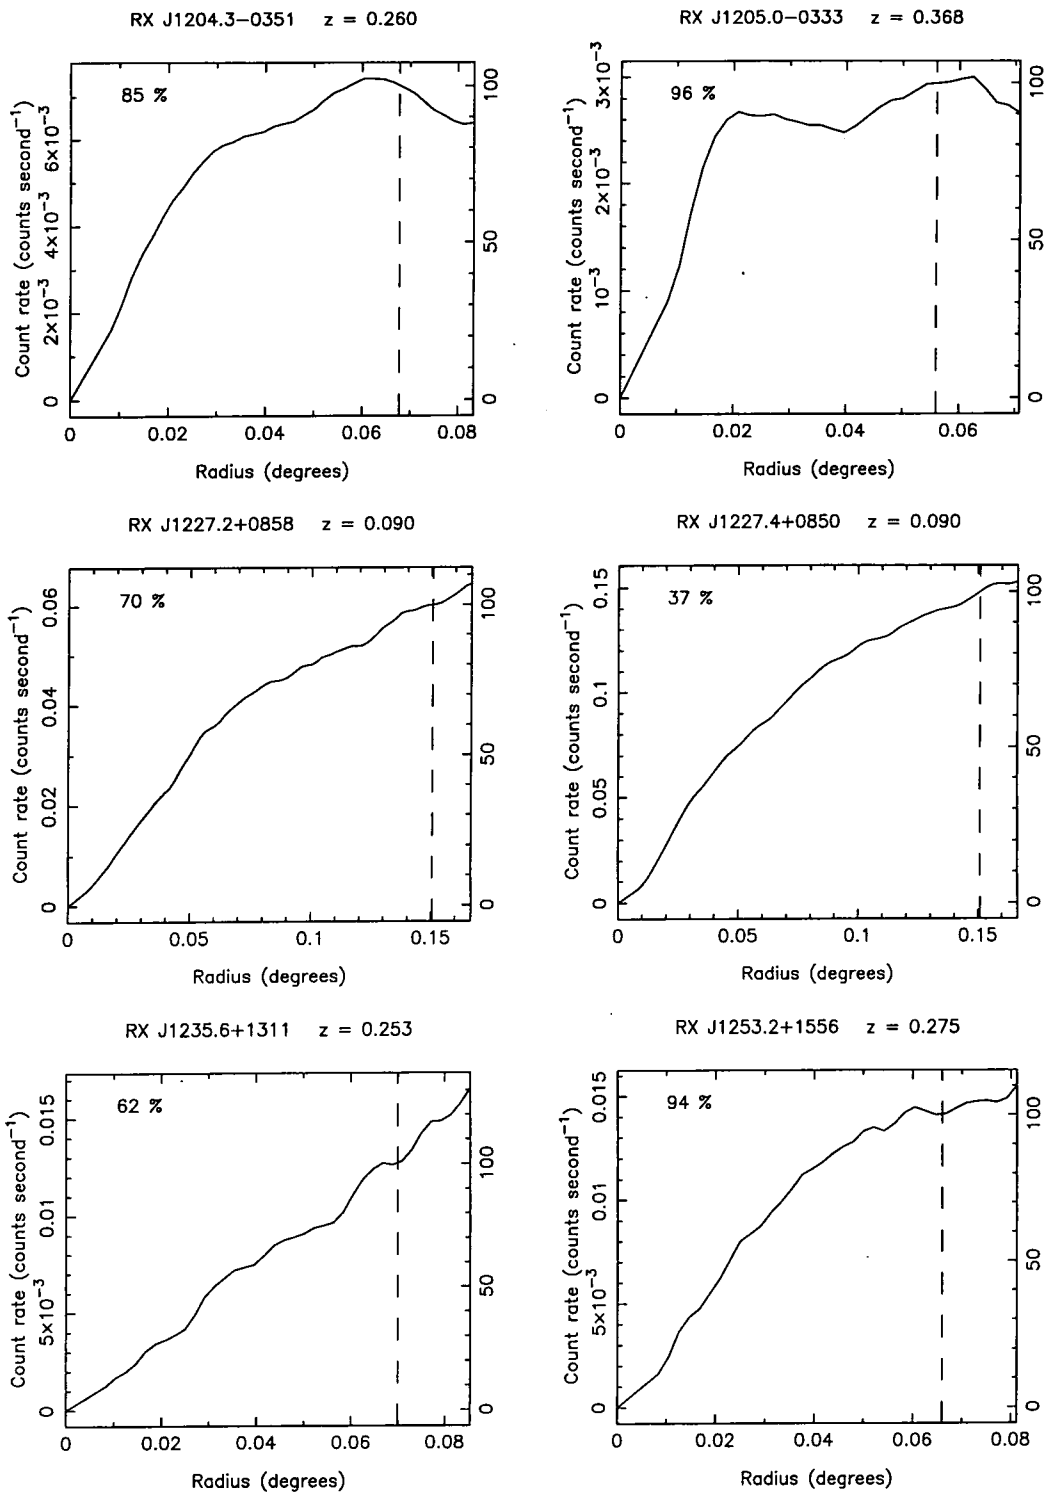 RX J1204.3−0351 z = 0.260
85 %
Count rate (counts second⁻¹)
0 2×10⁻³ 4×10⁻³ 6×10⁻³
0 50 100
0 0.02 0.04 0.06 0.08
Radius (degrees)
RX J1205.0−0333 z = 0.368
96 %
Count rate (counts second⁻¹)
0 10⁻³ 2×10⁻³ 3×10⁻³
0 50 100
0 0.02 0.04 0.06
Radius (degrees)
RX J1227.2+0858 z = 0.090
70 %
Count rate (counts second⁻¹)
0 0.02 0.04 0.06
0 50 100
0 0.05 0.1 0.15
Radius (degrees)
RX J1227.4+0850 z = 0.090
37 %
Count rate (counts second⁻¹)
0 0.05 0.1 0.15
0 50 100
0 0.05 0.1 0.15
Radius (degrees)
RX J1235.6+1311 z = 0.253
62 %
Count rate (counts second⁻¹)
0 5×10⁻³ 0.01 0.015
0 50 100
0 0.02 0.04 0.06 0.08
Radius (degrees)
RX J1253.2+1556 z = 0.275
94 %
Count rate (counts second⁻¹)
0 5×10⁻³ 0.01 0.015
0 50 100
0 0.02 0.04 0.06 0.08
Radius (degrees)